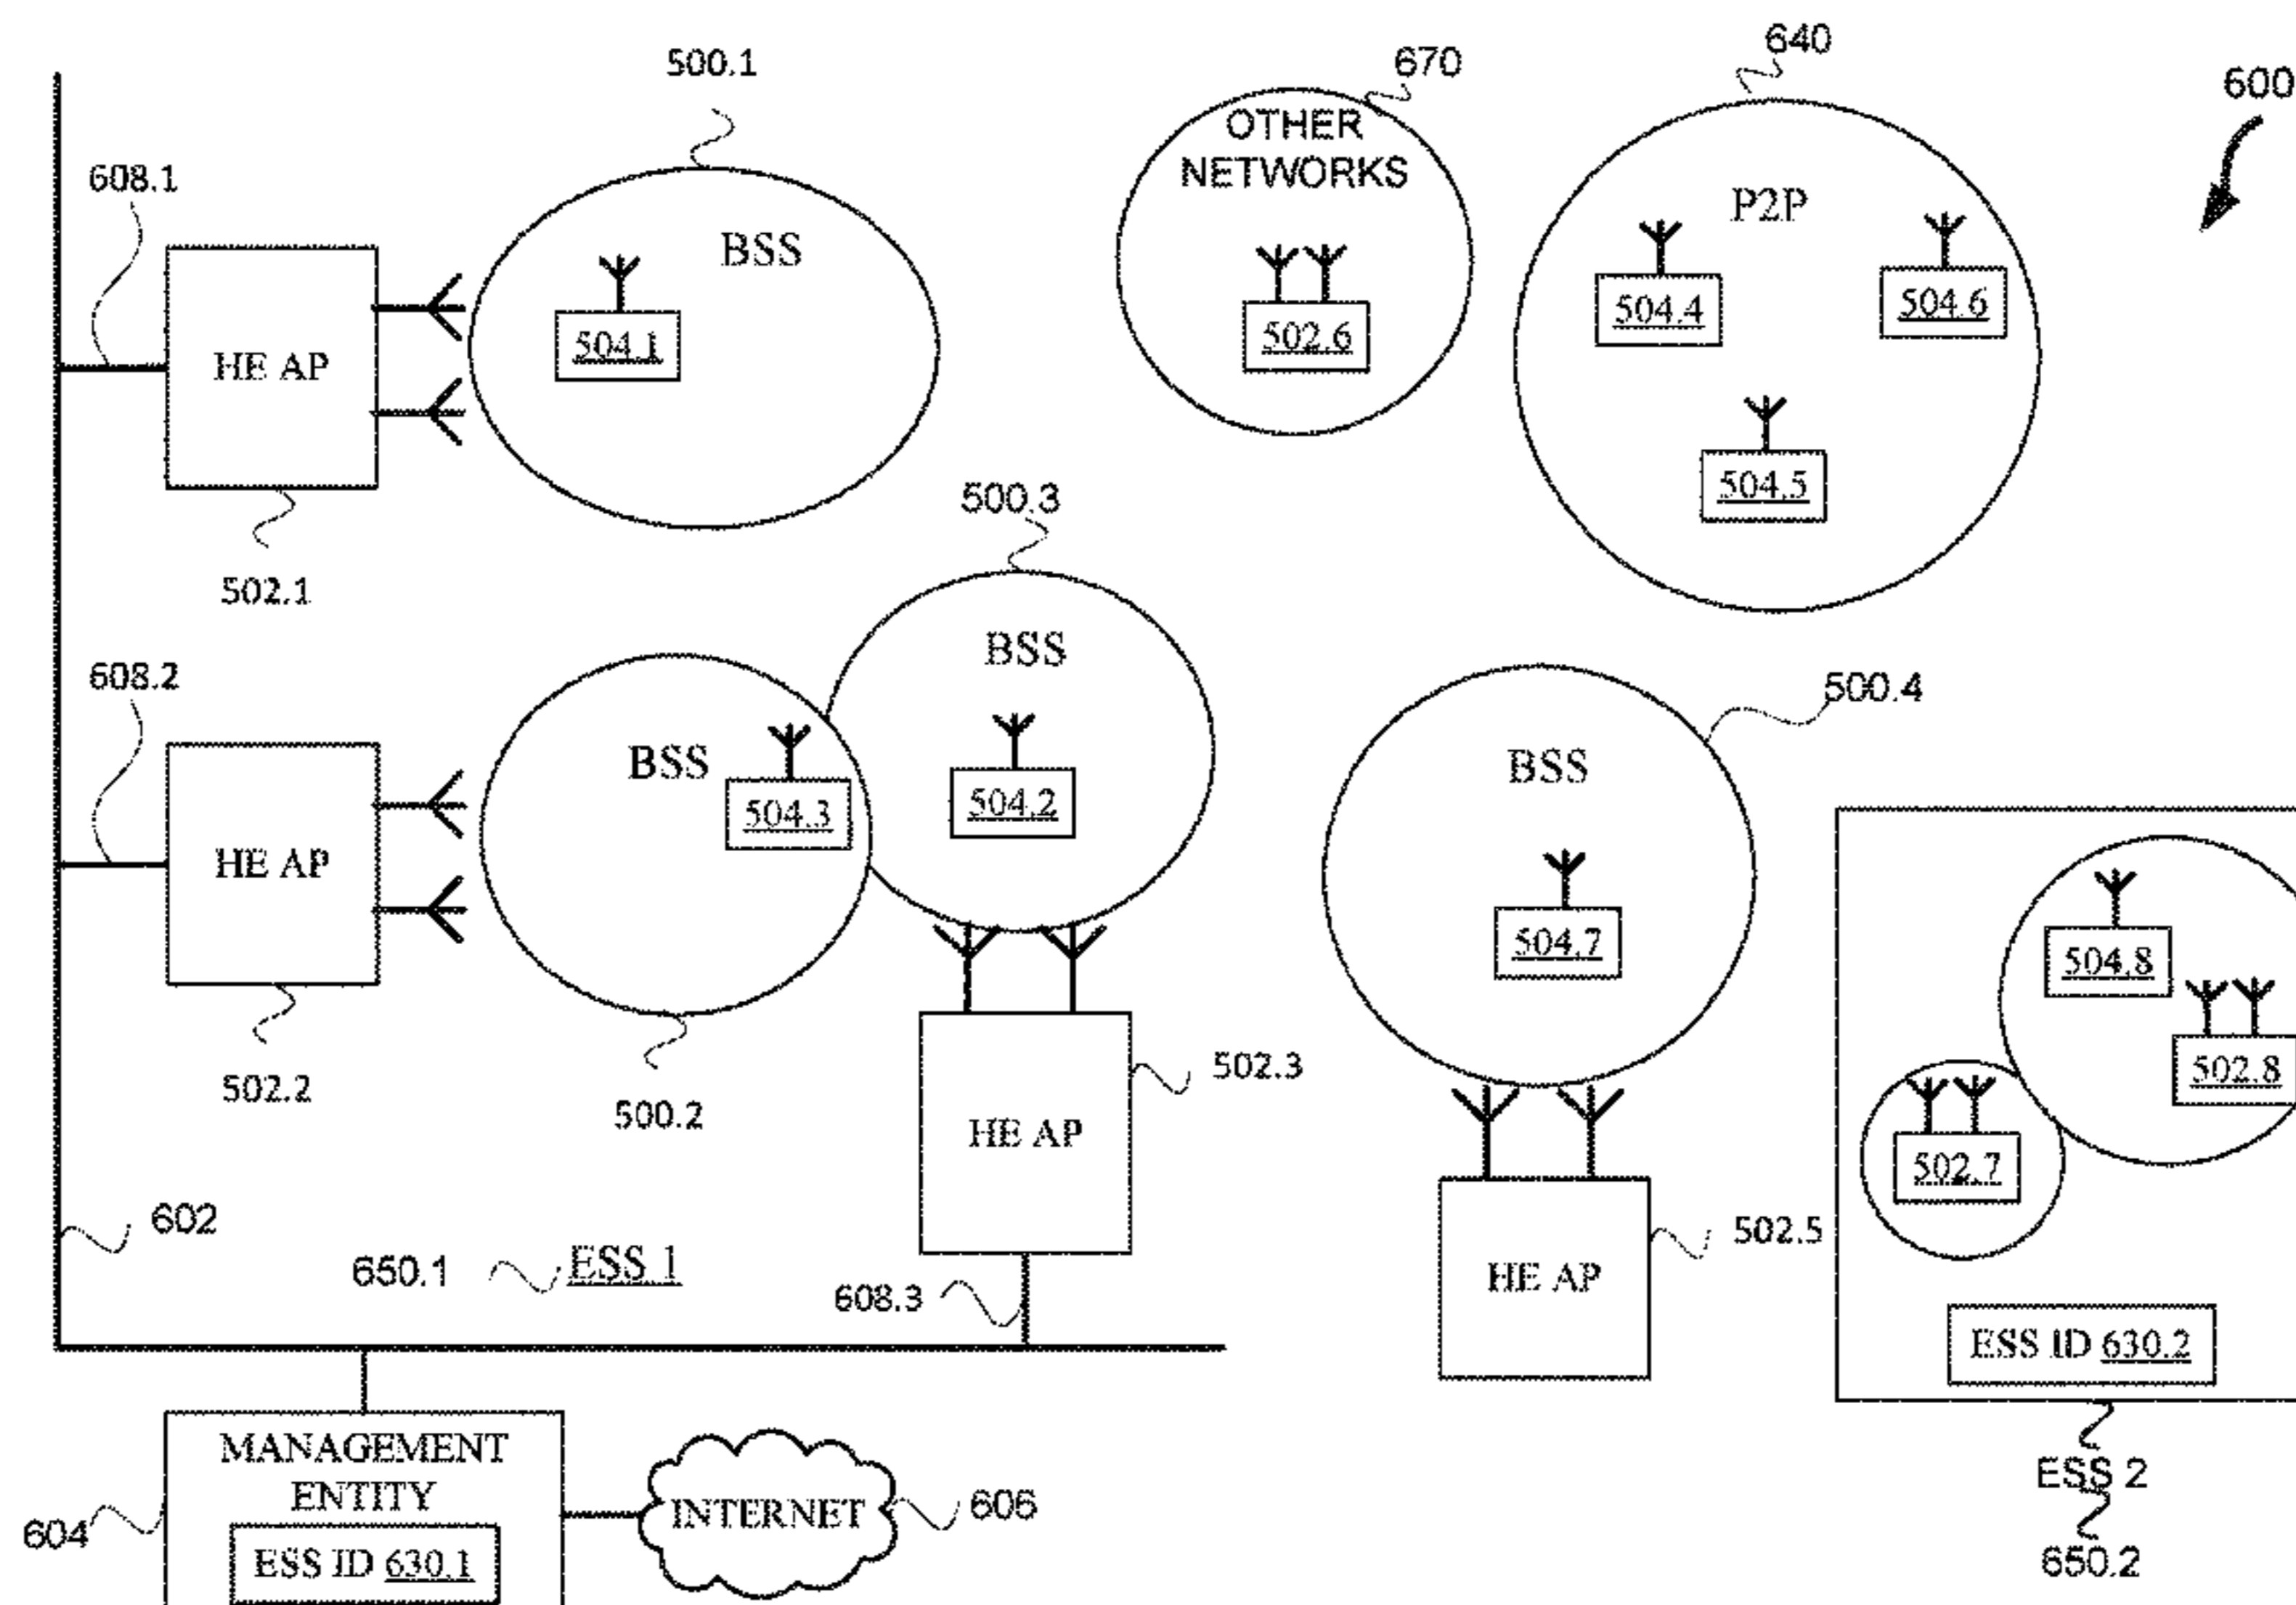 500.1
670
640
600
OTHER
NETWORKS
608.1
BSS
P2P
504.4
504.6
HE AP
504.1
502.6
504.5
500.3
502.1
BSS
608.2
500.4
BSS
BSS
504.3
504.2
HE AP
504.7
504.8
502.2
500.2
502.3
502.8
HE AP
502.7
602
650.1 ESS 1
608.3
502.5
HE AP
ESS ID 630.2
MANAGEMENT
ENTITY
604
INTERNET
606
ESS 2
ESS ID 630.1
650.2